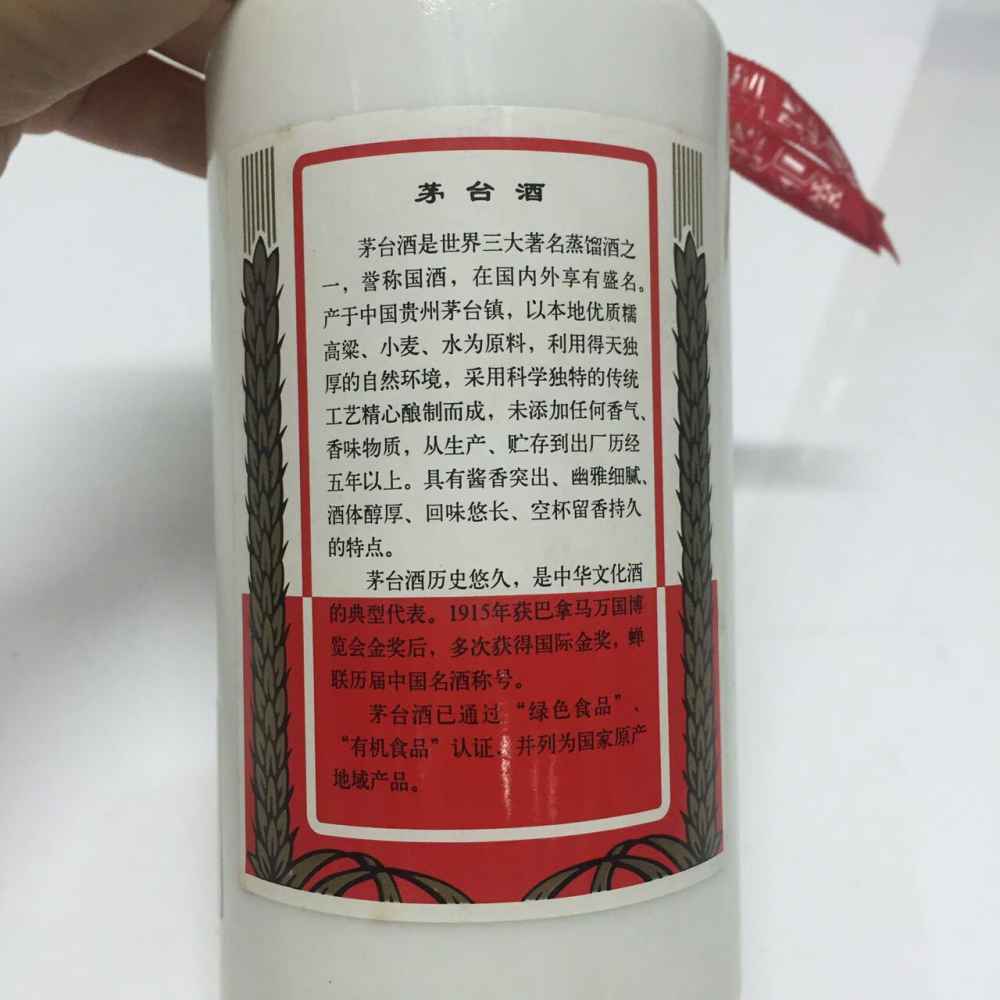 茅台酒
茅台酒是世界三大著名蒸馏酒之
一，誉称国酒，在国内外享有盛名。
产于中国贵州茅台镇，以本地优质糯
高粱、小麦、水为原料，利用得天独
厚的自然环境，采用科学独特的传统
工艺精心酿制而成，未添加任何香气、
香味物质，从生产、贮存到出厂历经
五年以上。具有酱香突出、幽雅细腻、
酒体醇厚、回味悠长、空杯留香持久
的特点。
茅台酒历史悠久，是中华文化酒
的典型代表。1915年获巴拿马万国博
览会金奖后，多次获得国际金奖，蝉
联历届中国名酒称号。
茅台酒已通过“绿色食品”、
“有机食品”认证，并列为国家原产
地域产品。